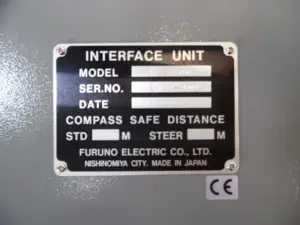 INTERFACE UNIT
MODEL
SER.NO.
DATE
COMPASS SAFE DISTANCE
STD M STEER M
FURUNO ELECTRIC CO., LTD.
NISHINOMIYA CITY, MADE IN JAPAN
CE